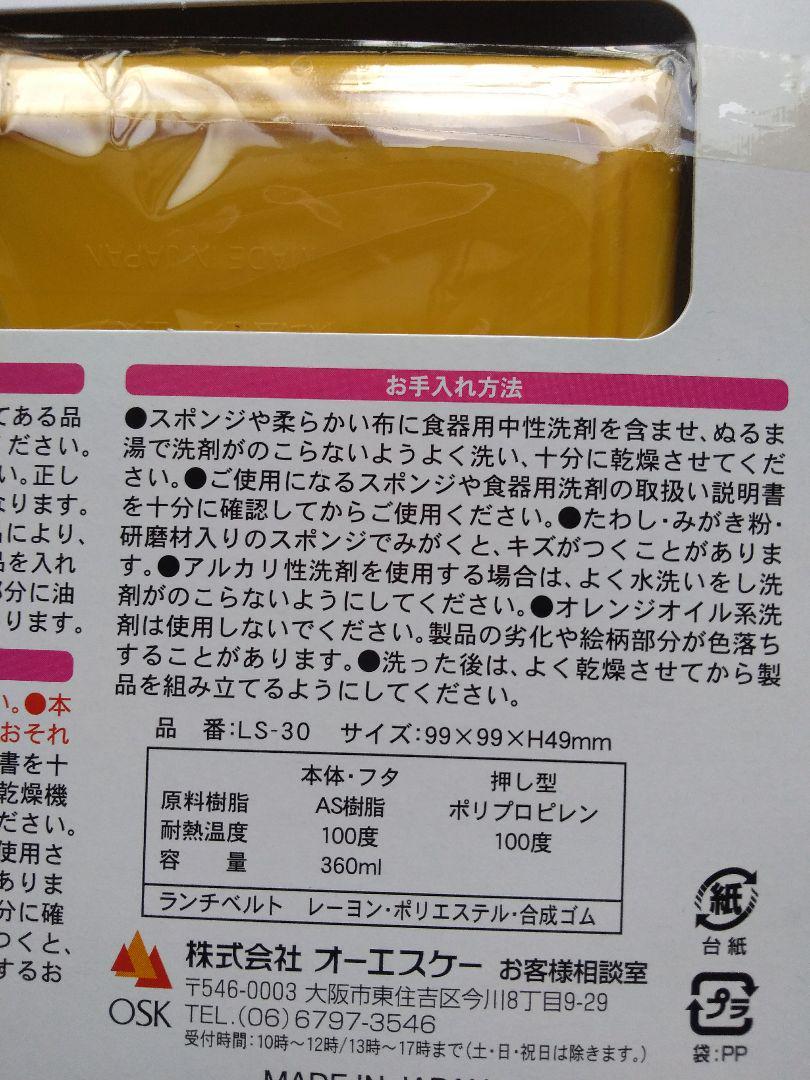 MADE IN JAPAN
お手入れ方法
●スポンジや柔らかい布に食器用中性洗剤を含ませ、ぬるま
湯で洗剤がのこらないようよく洗い、十分に乾燥させてくだ
さい。●ご使用になるスポンジや食器用洗剤の取扱い説明書
を十分に確認してからご使用ください。●たわし・みがき粉・
研磨材入りのスポンジでみがくと、キズがつくことがありま
す。●アルカリ性洗剤を使用する場合は、よく水洗いをし洗
剤がのこらないようにしてください。●オレンジオイル系洗
剤は使用しないでください。製品の劣化や絵柄部分が色落ち
することがあります。●洗った後は、よく乾燥させてから製
品を組み立てるようにしてください。
てある品
ください。
い。正し
なります。
により、
品を入れ
部分に油
ります。
い。●本
おそれ
書を十
乾燥機
ださい。
使用さ
ありま
分に確
つくと、
するお
品 番:LS-30 サイズ:99×99×H49mm
本体・フタ 押し型
原料樹脂 AS樹脂 ポリプロピレン
耐熱温度 100度 100度
容 量 360ml
ランチベルト レーヨン・ポリエステル・合成ゴム
OSK
株式会社 オーエスケー お客様相談室
〒546-0003 大阪市東住吉区今川8丁目9-29
TEL.(06)6797-3546
受付時間:10時〜12時/13時〜17時まで(土・日・祝日は除きます。)
MADE IN JAPAN
紙
台紙
プラ
袋:PP